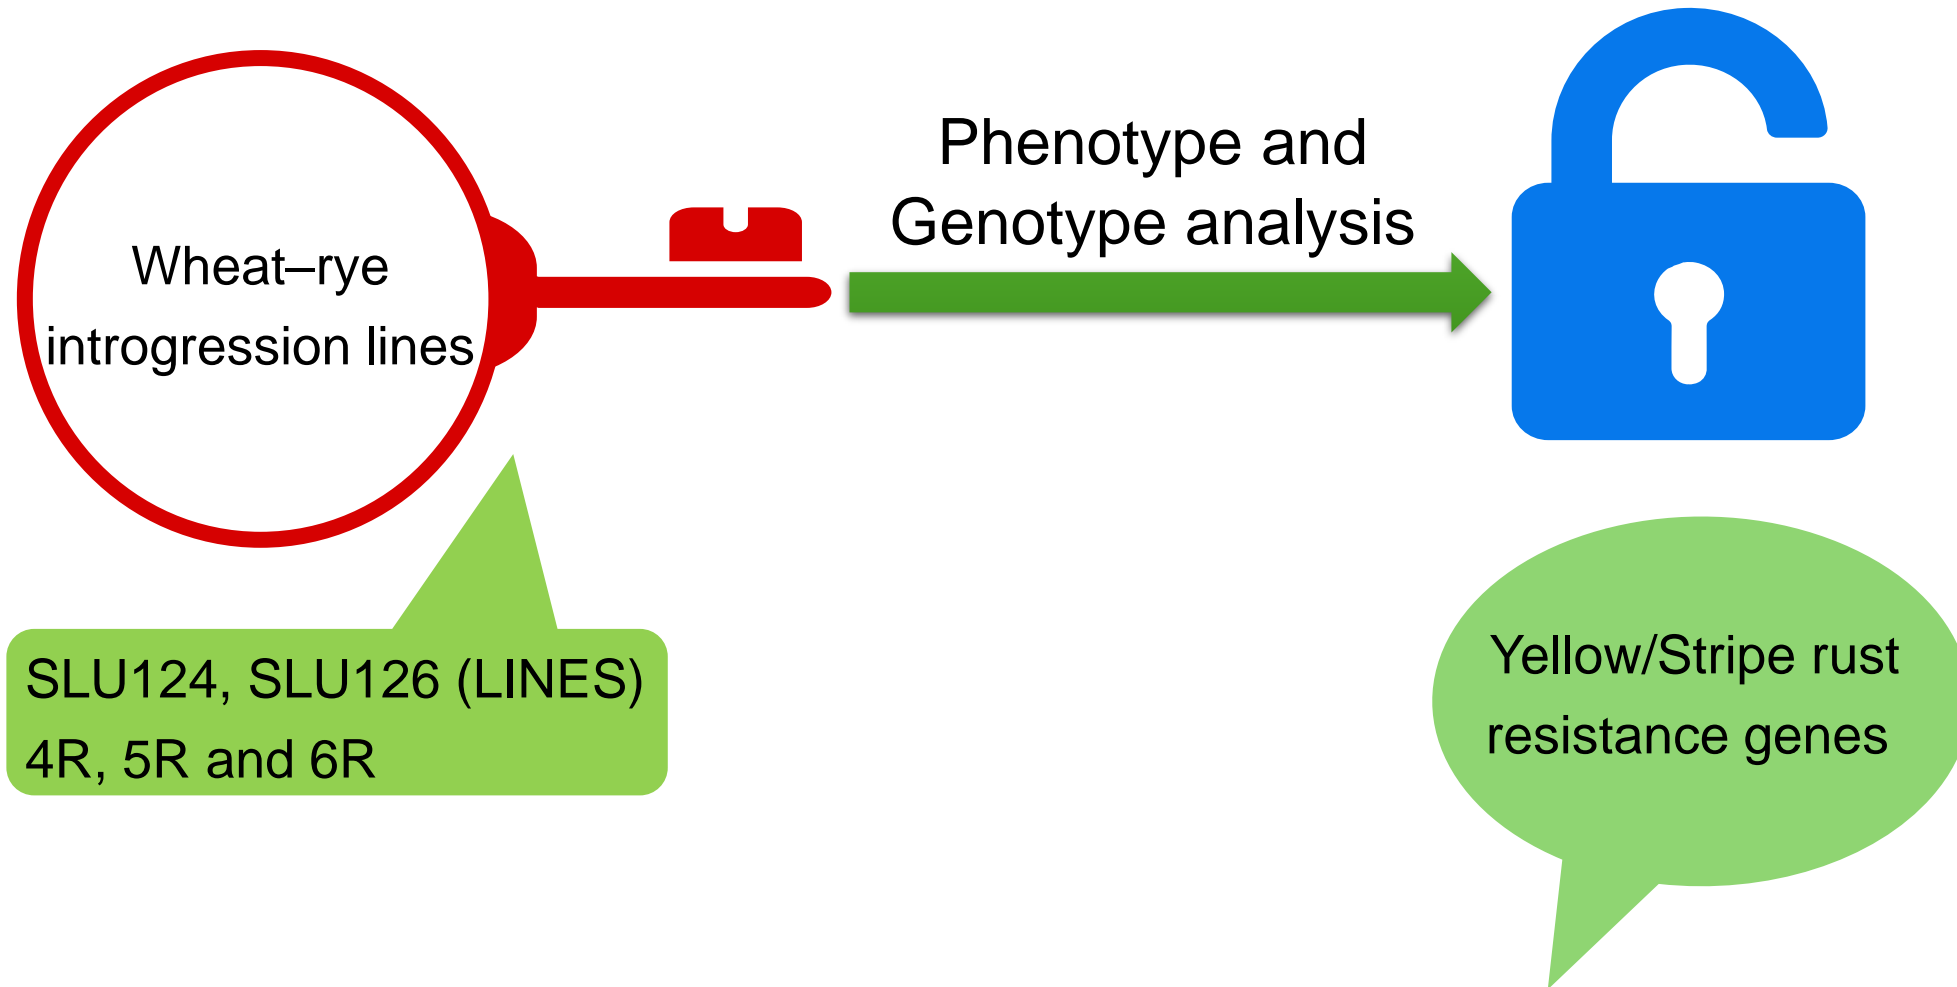 Wheat–rye
introgression lines
Phenotype and
Genotype analysis
SLU124, SLU126 (LINES)
4R, 5R and 6R
Yellow/Stripe rust
resistance genes